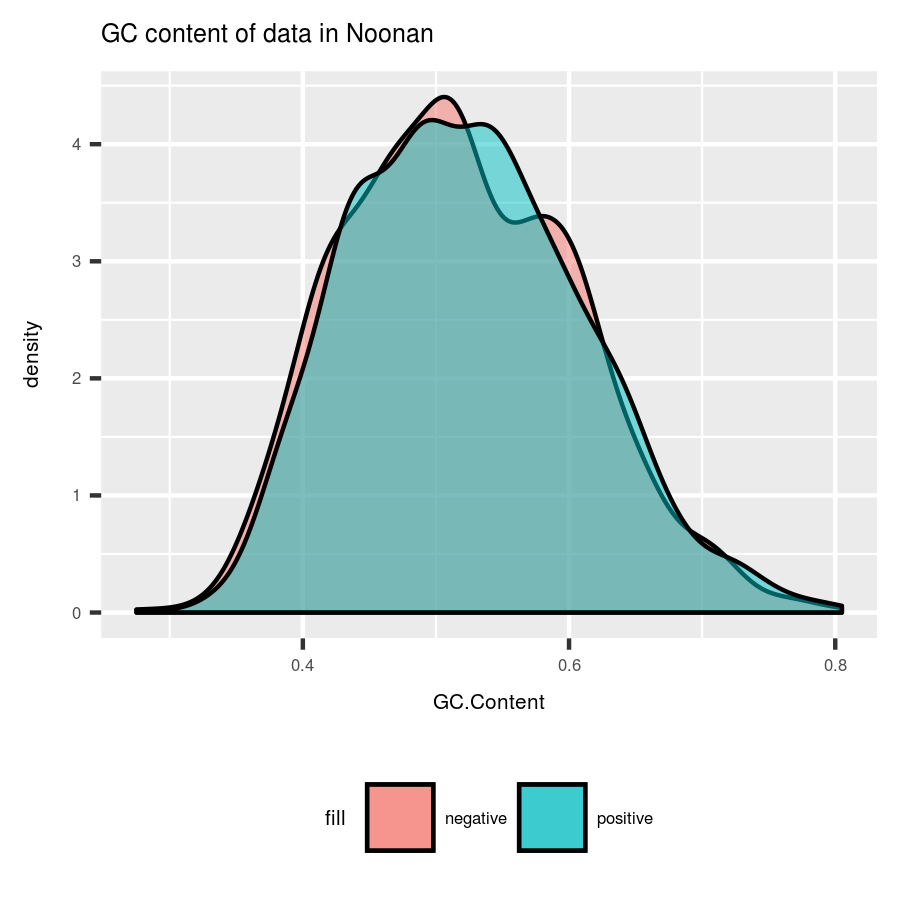 GC content of data in Noonan
density
4
3
2
1
0
0.4 0.6 0.8
GC.Content
fill negative positive